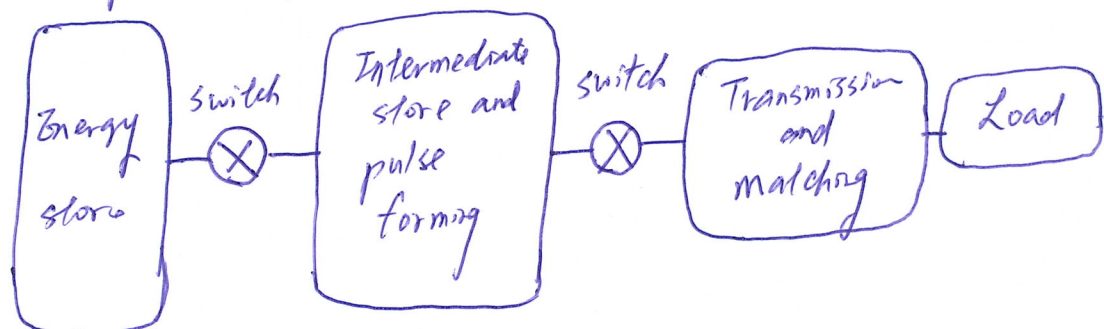 Energy
store
switch
Intermediate
store and
pulse
forming
switch
Transmission
and
matching
Load